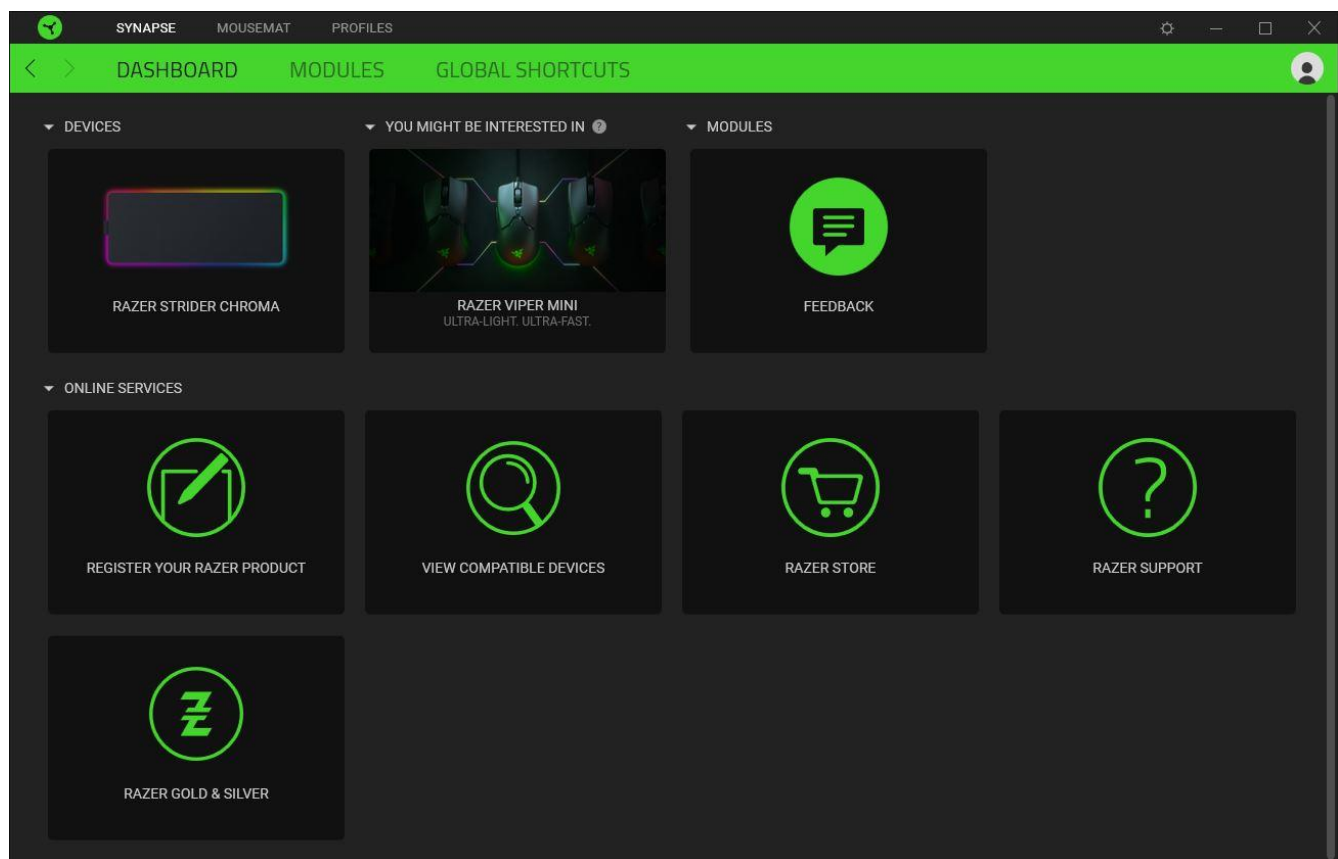 SYNAPSE MOUSEMAT PROFILES
DASHBOARD MODULES GLOBAL SHORTCUTS
DEVICES
YOU MIGHT BE INTERESTED IN ?
MODULES
RAZER STRIDER CHROMA
RAZER VIPER MINI
ULTRA-LIGHT. ULTRA-FAST.
FEEDBACK
ONLINE SERVICES
REGISTER YOUR RAZER PRODUCT
VIEW COMPATIBLE DEVICES
RAZER STORE
?
RAZER SUPPORT
RAZER GOLD & SILVER